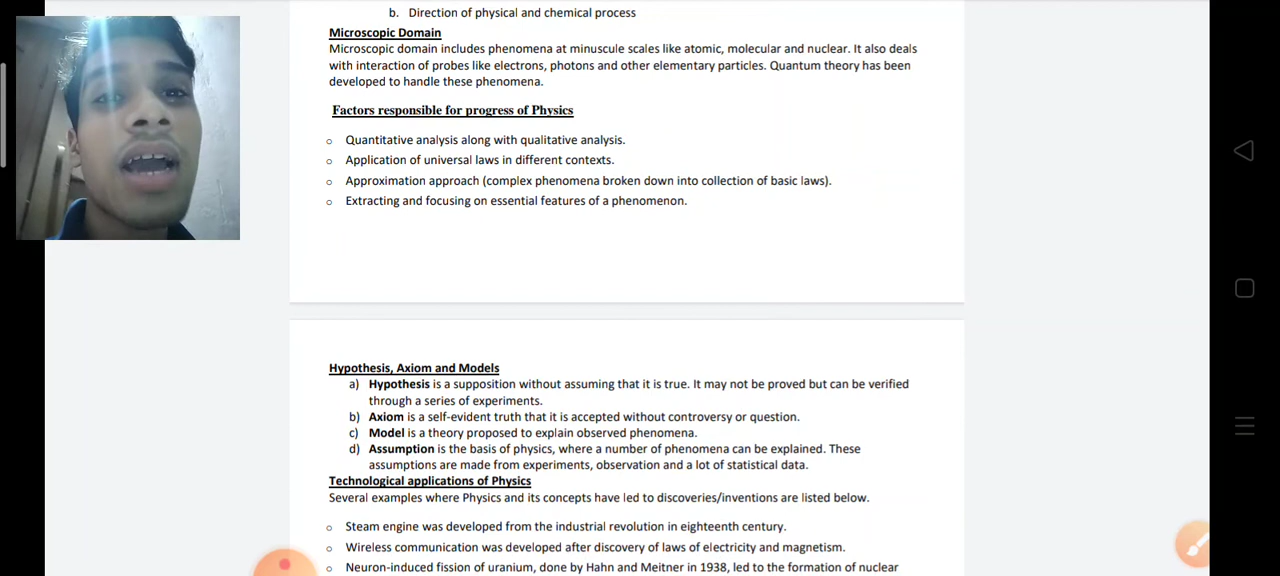 b. Direction of physical and chemical process
Microscopic Domain
Microscopic domain includes phenomena at minuscule scales like atomic, molecular and nuclear. It also deals
with interaction of probes like electrons, photons and other elementary particles. Quantum theory has been
developed to handle these phenomena.
Factors responsible for progress of Physics
o Quantitative analysis along with qualitative analysis.
o Application of universal laws in different contexts.
o Approximation approach (complex phenomena broken down into collection of basic laws).
o Extracting and focusing on essential features of a phenomenon.
Hypothesis, Axiom and Models
a) Hypothesis is a supposition without assuming that it is true. It may not be proved but can be verified
through a series of experiments.
b) Axiom is a self-evident truth that it is accepted without controversy or question.
c) Model is a theory proposed to explain observed phenomena.
d) Assumption is the basis of physics, where a number of phenomena can be explained. These
assumptions are made from experiments, observation and a lot of statistical data.
Technological applications of Physics
Several examples where Physics and its concepts have led to discoveries/inventions are listed below.
o Steam engine was developed from the industrial revolution in eighteenth century.
o Wireless communication was developed after discovery of laws of electricity and magnetism.
o Neuron-induced fission of uranium, done by Hahn and Meitner in 1938, led to the formation of nuclear